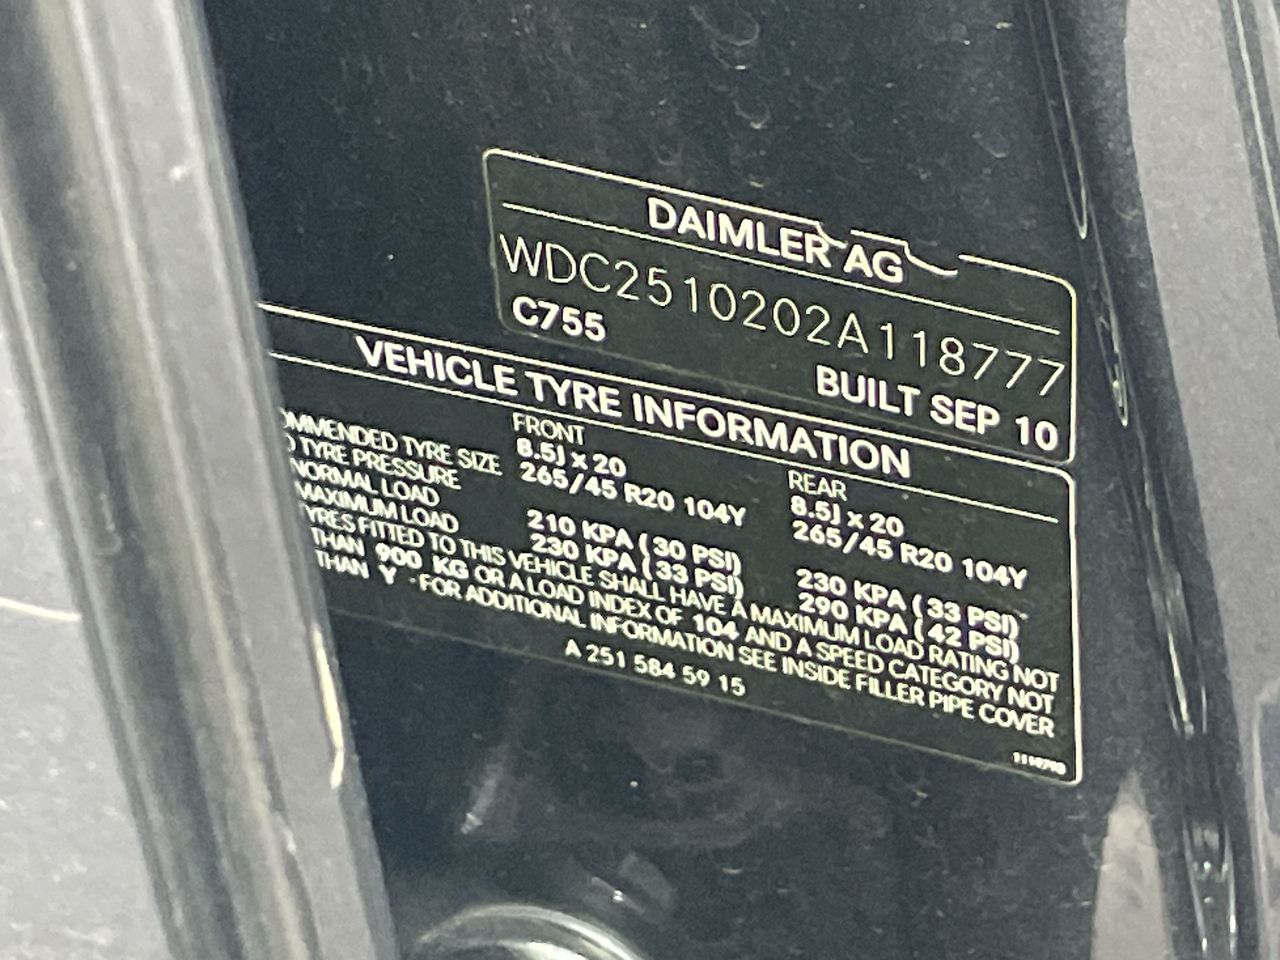 DAIMLER AG
WDC2510202A118777
C755
BUILT SEP 10
VEHICLE TYRE INFORMATION
FRONT REAR
OMMENDED TYRE SIZE 8.5J x 20 8.5J x 20
265/45 R20 104Y 265/45 R20 104Y
TYRE PRESSURE
NORMAL LOAD 210 KPA ( 30 PSI) 230 KPA ( 33 PSI)
MAXIMUM LOAD 230 KPA ( 33 PSI) 290 KPA ( 42 PSI)
YRES FITTED TO THIS VEHICLE SHALL HAVE A MAXIMUM LOAD RATING NOT
THAN 900 KG OR A LOAD INDEX OF 104 AND A SPEED CATEGORY NOT
THAN Y - FOR ADDITIONAL INFORMATION SEE INSIDE FILLER PIPE COVER
A 251 584 59 15